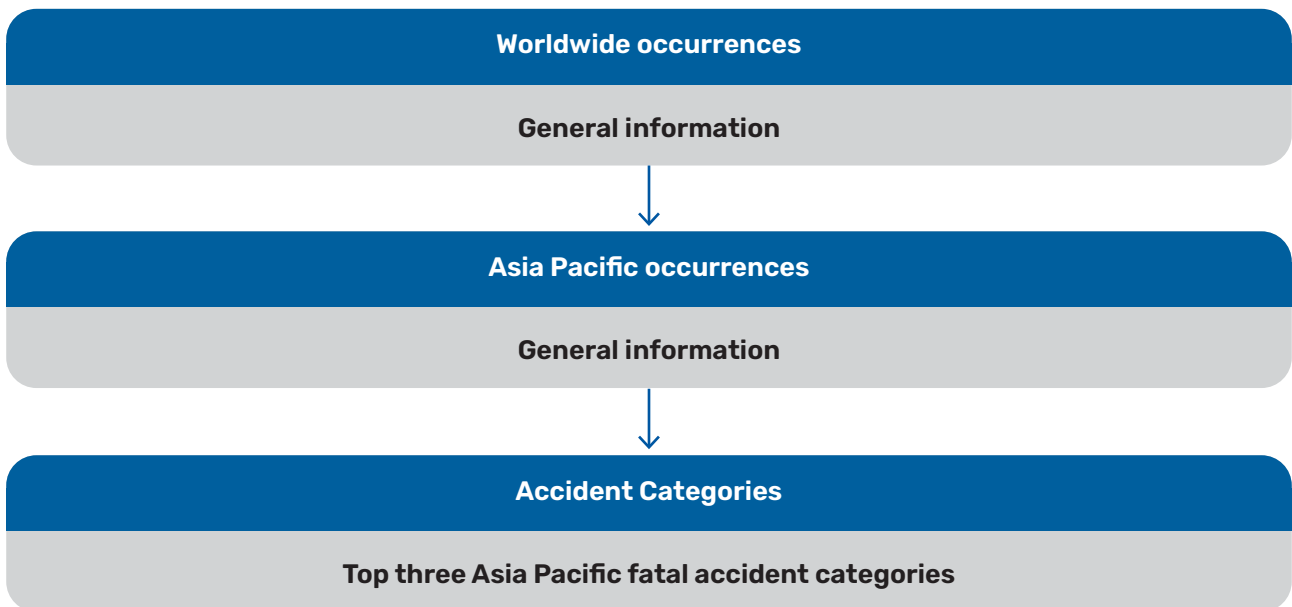 Worldwide occurrences
General information
Asia Pacific occurrences
General information
Accident Categories
Top three Asia Pacific fatal accident categories